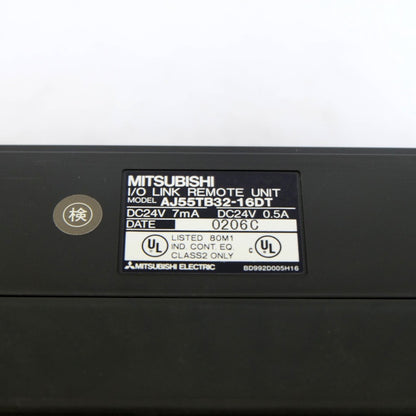 検
MITSUBISHI
I/O LINK REMOTE UNIT
MODEL AJ55TB32-16DT
DC24V 7mA DC24V 0.5A
DATE 0206C
UL LISTED 80M1 C UL
IND. CONT. EQ.
CLASS2 ONLY
MITSUBISHI ELECTRIC BD992D005H16